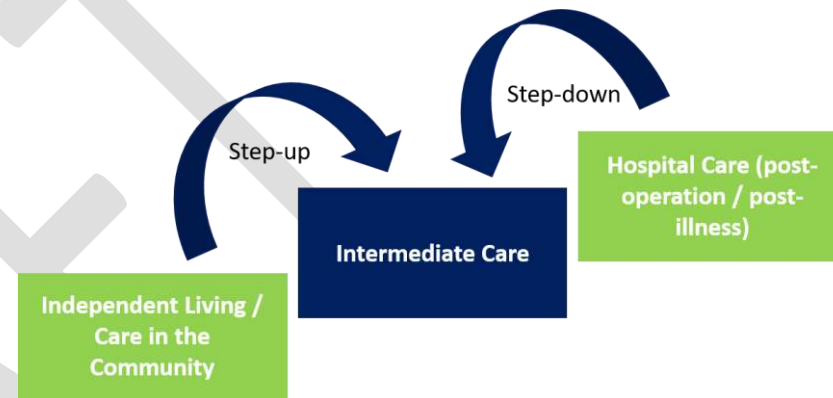 Step-down
Step-up
Hospital Care (post-
operation / post-
illness)
Intermediate Care
Independent Living /
Care in the
Community